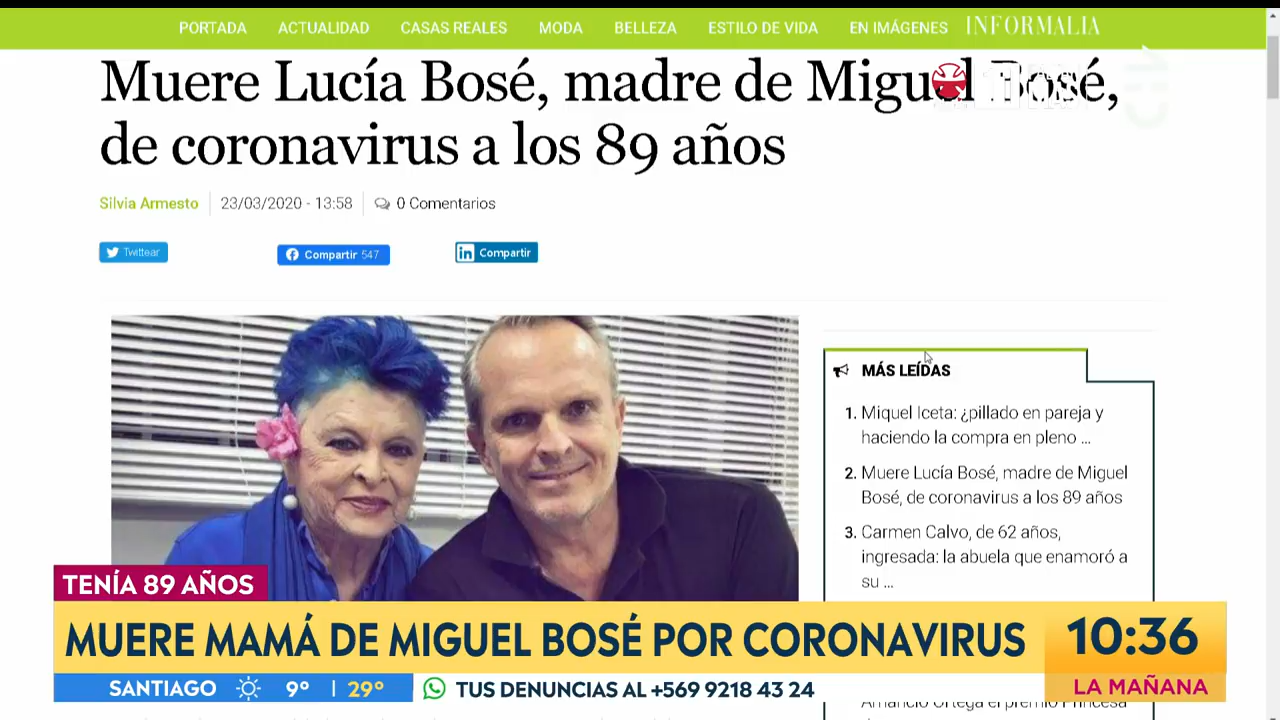 PORTADA ACTUALIDAD CASAS REALES MODA BELLEZA ESTILO DE VIDA EN IMÁGENES INFORMALIA
Muere Lucía Bosé, madre de Miguel Bosé,
de coronavirus a los 89 años
Silvia Armesto 23/03/2020 - 13:58 0 Comentarios
Twittear Compartir 547 Compartir
MÁS LEÍDAS
1. Miquel Iceta: ¿pillado en pareja y
haciendo la compra en pleno ...
2. Muere Lucía Bosé, madre de Miguel
Bosé, de coronavirus a los 89 años
3. Carmen Calvo, de 62 años,
ingresada: la abuela que enamoró a
su ...
TENÍA 89 AÑOS
MUERE MAMÁ DE MIGUEL BOSÉ POR CORONAVIRUS
10:36
LA MAÑANA
SANTIAGO 9° | 29° TUS DENUNCIAS AL +569 9218 43 24